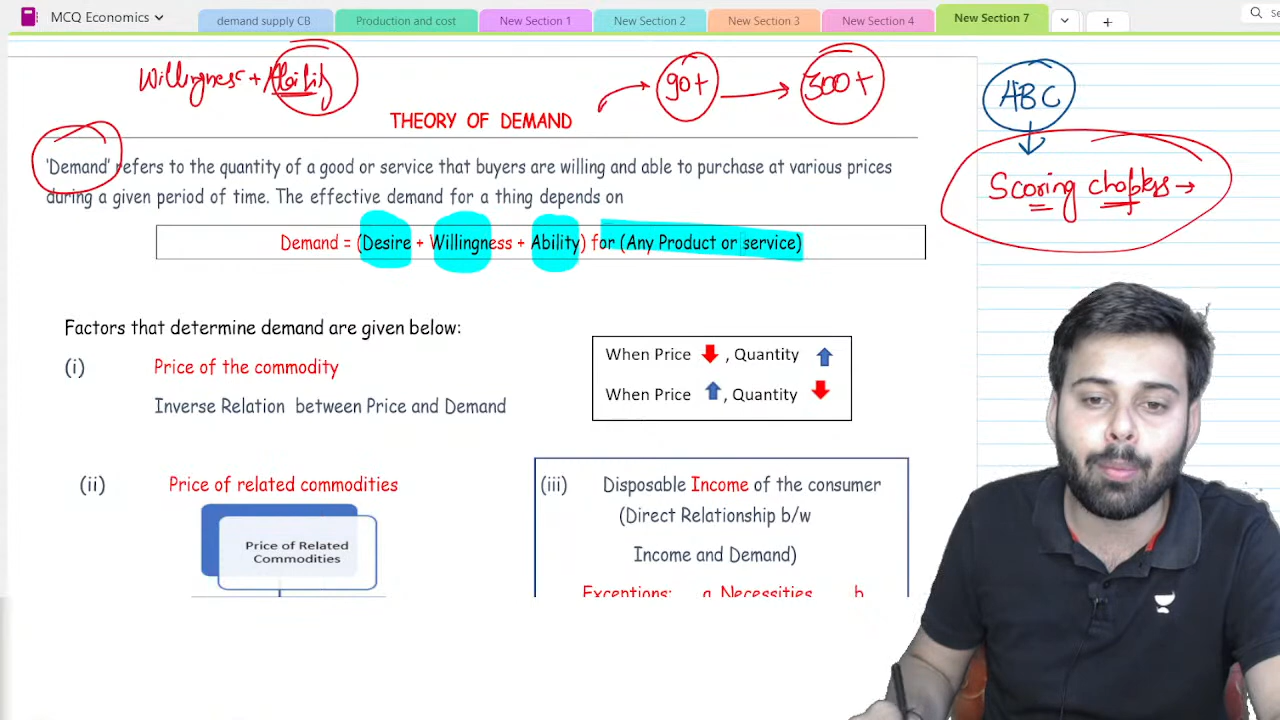 MCQ Economics
demand supply CB
Production and cost
New Section 1
New Section 2
New Section 3
New Section 4
New Section 7
Willingness + Ability
90+
300+
ABC
THEORY OF DEMAND
Scoring chapters
'Demand' refers to the quantity of a good or service that buyers are willing and able to purchase at various prices
during a given period of time. The effective demand for a thing depends on
Demand = (Desire + Willingness + Ability) for (Any Product or service)
Factors that determine demand are given below:
(i) Price of the commodity
Inverse Relation between Price and Demand
When Price , Quantity
When Price , Quantity
(ii) Price of related commodities
Price of Related
Commodities
(iii) Disposable Income of the consumer
(Direct Relationship b/w
Income and Demand)
Exceptions: a. Necessities b